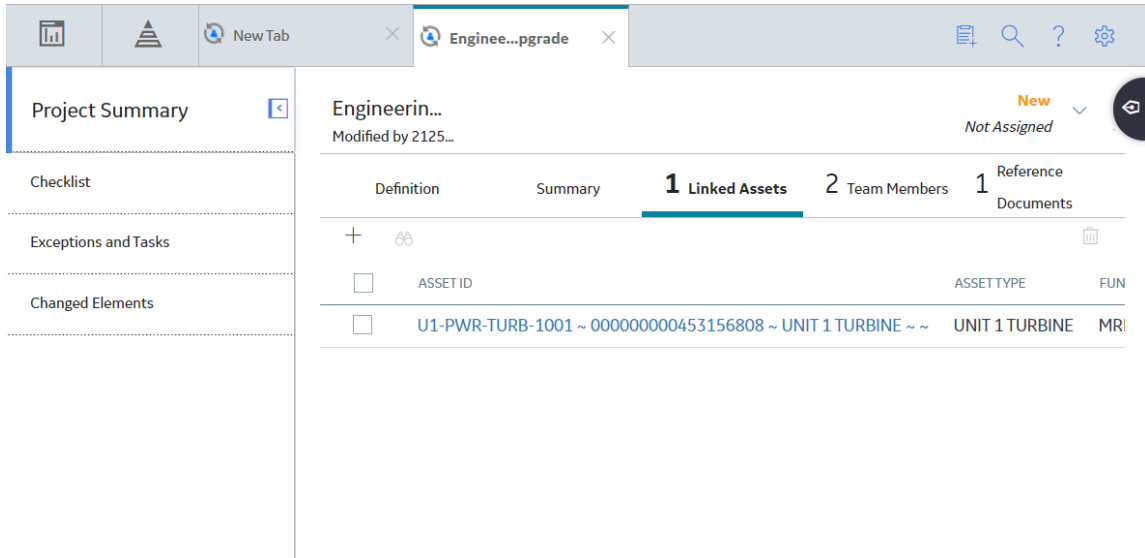 New Tab
Enginee...pgrade
?
Project Summary
Checklist
Exceptions and Tasks
Changed Elements
Engineerin...
Modified by 2125...
New
Not Assigned
Definition
Summary
1 Linked Assets
2 Team Members
1 Reference
Documents
ASSET ID
ASSET TYPE
FUN
U1-PWR-TURB-1001 ~ 000000000453156808 ~ UNIT 1 TURBINE ~ ~
UNIT 1 TURBINE
MRI